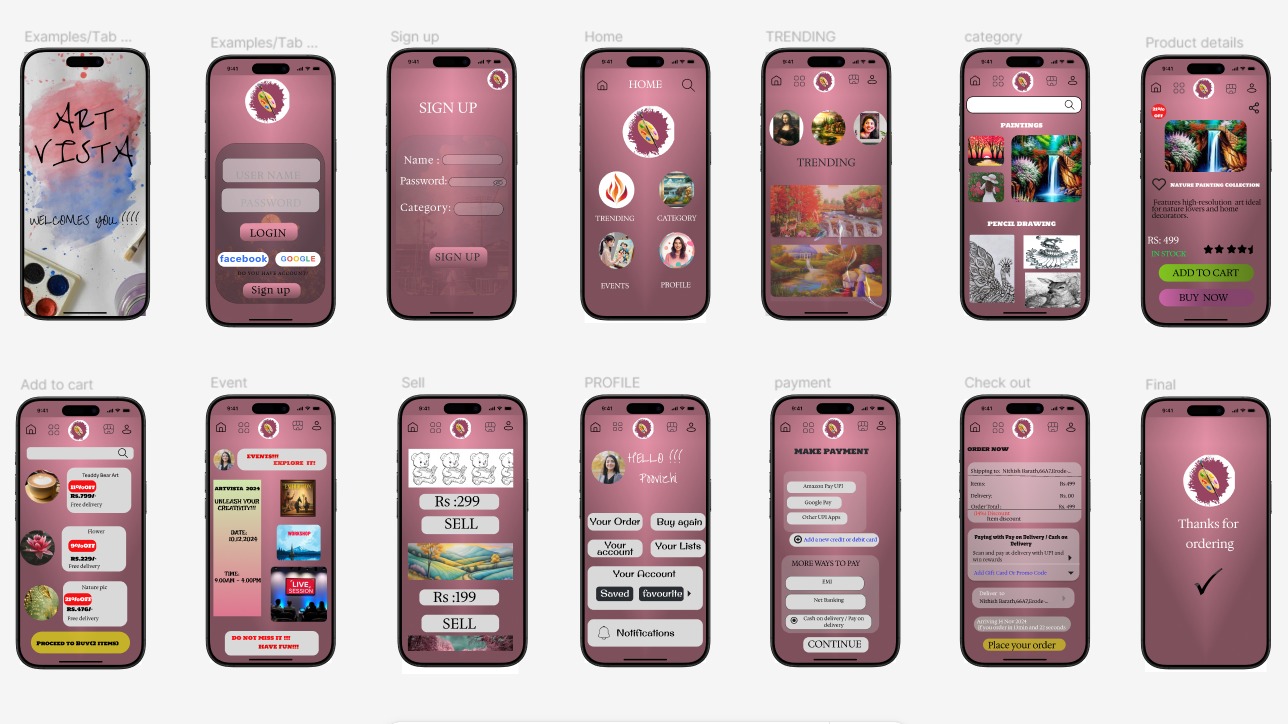 Examples/Tab ...
ART
VISTA
WELCOMES YOU !!!!
Examples/Tab ...
9:41
USER NAME
PASSWORD
LOGIN
facebook
GOOGLE
DO YOU HAVE ACCOUNT?
Sign up
Sign up
9:41
SIGN UP
Name :
Password:
Category:
SIGN UP
Home
9:41
HOME
TRENDING
CATEGORY
EVENTS
PROFILE
TRENDING
9:41
TRENDING
category
9:41
PAINTINGS
PENCIL DRAWING
Product details
9:41
OFF
NATURE PAINTING COLLECTION
Features high-resolution art ideal
for nature lovers and home
decorators.
RS: 499
IN STOCK
ADD TO CART
BUY NOW
Add to cart
9:41
Teaddy Bear Art
21%OFF
RS.799/-
Free delivery
Flower
9%OFF
RS.229/-
Free delivery
Nature pic
RS.476/-
Free delivery
PROCEED TO BUY(3 ITEMS)
Event
9:41
EVENTS!!!
EXPLORE IT!
ARTVISTA 2024
UNLEASH YOUR
CREATIVITY!!!
DATE:
10.12.2024
TIME:
9.00AM - 4.00PM
WORKSHOP
LIVE
SESSION
DO NOT MISS IT !!!
HAVE FUN!!!
Sell
9:41
RS :299
SELL
RS :199
SELL
PROFILE
9:41
HELLO !!!
Poovizhi
Your Order
Buy again
Your
account
Your Lists
Your Account
Saved
favourite
Notifications
payment
9:41
MAKE PAYMENT
Amazon Pay UPI
Google Pay
Other UPI Apps
Add a new credit or debit card
MORE WAYS TO PAY
EMI
Net Banking
Cash on delivery / Pay on
delivery
CONTINUE
Check out
9:41
ORDER NOW
Shipping to: Nithish Barath,66A7,Erode-..
Items: Rs.499
Delivery: Rs.00
Order Total: Rs. 499
Item discount
Paying with Pay on Delivery / Cash on
Delivery
Scan and pay at delivery with UPI and
win rewards
Add Gift Card Or Promo Code
Deliver to:
Nithish Barath,66A7,Erode-..
Arriving 14 Nov 2024
If you order in 13min and 22 seconds
Place your order
Final
9:41
Thanks for
ordering